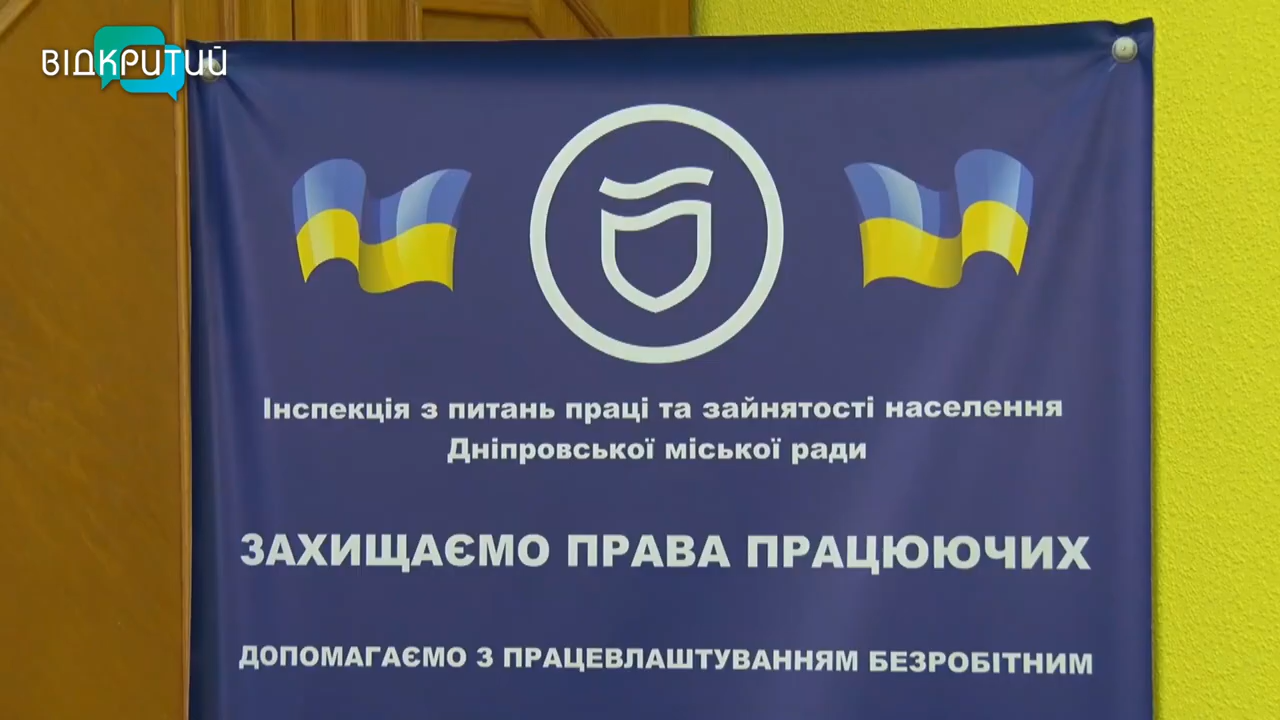 ВІДКРИТИЙ
Інспекція з питань праці та зайнятості населення
Дніпровської міської ради
ЗАХИЩАЄМО ПРАВА ПРАЦЮЮЧИХ
ДОПОМАГАЄМО З ПРАЦЕВЛАШТУВАННЯМ БЕЗРОБІТНИМ